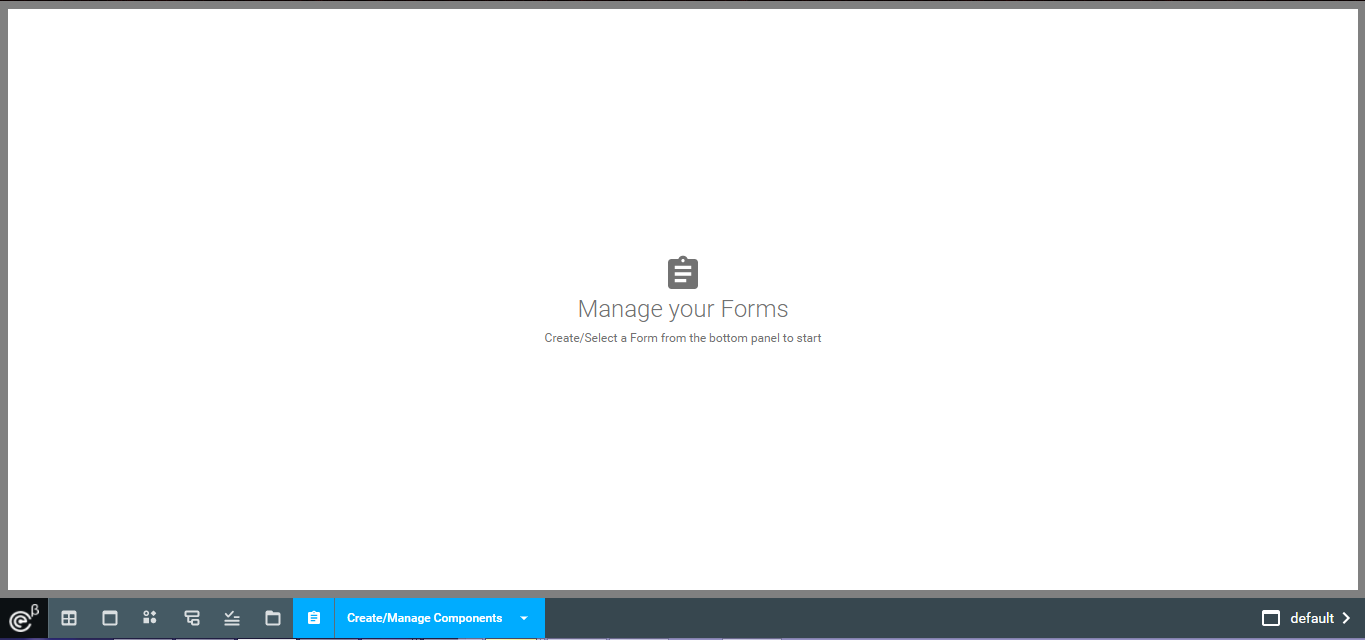 Manage your Forms
Create/Select a Form from the bottom panel to start
e β
Create/Manage Components
default